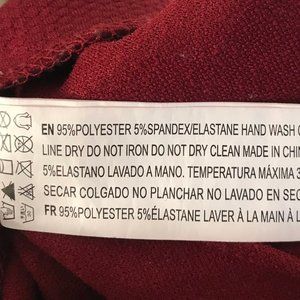 EN 95%POLYESTER 5%SPANDEX/ELASTANE HAND WASH
LINE DRY DO NOT IRON DO NOT DRY CLEAN MADE IN CHIN
5%ELASTANO LAVADO A MANO. TEMPERATURA MÁXIMA 3
SECAR COLGADO NO PLANCHAR NO LAVADO EN SECO
FR 95%POLYESTER 5%ÉLASTANE LAVER À LA MAIN À L